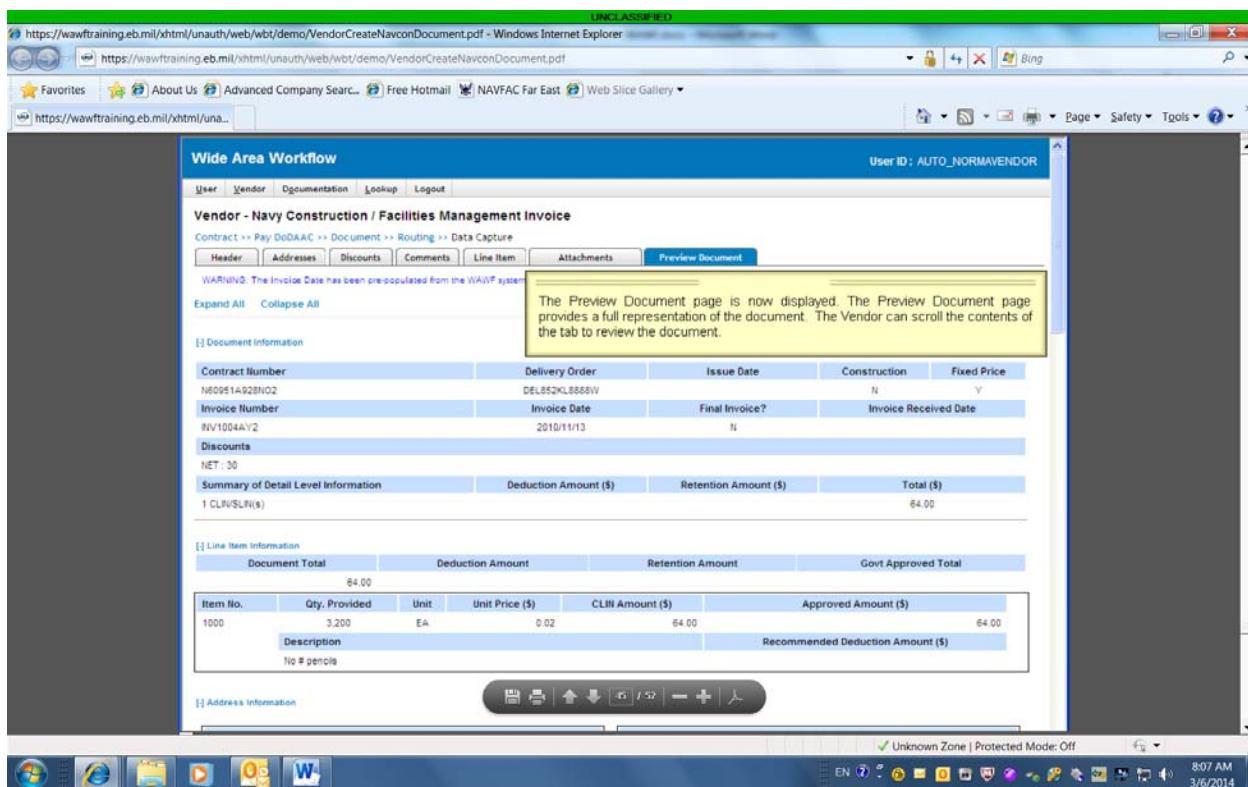 UNCLASSIFIED
https://wawftraining.eb.mil/xhtml/unauth/web/wbt/demo/VendorCreateNavconDocument.pdf - Windows Internet Explorer
https://wawftraining.eb.mil/xhtml/unauth/web/wbt/demo/VendorCreateNavconDocument.pdf Bing
Favorites About Us Advanced Company Searc... Free Hotmail NAVFAC Far East Web Slice Gallery
https://wawftraining.eb.mil/xhtml/una... Page Safety Tools
Wide Area Workflow User ID : AUTO_NORMAVENDOR
User Vendor Documentation Lookup Logout
Vendor - Navy Construction / Facilities Management Invoice
Contract >> Pay DoDAAC >> Document >> Routing >> Data Capture
Header Addresses Discounts Comments Line Item Attachments Preview Document
WARNING: The Invoice Date has been pre-populated from the WAWF system
Expand All Collapse All
The Preview Document page is now displayed. The Preview Document page
provides a full representation of the document. The Vendor can scroll the contents of
the tab to review the document.
[-] Document Information
Contract Number Delivery Order Issue Date Construction Fixed Price
N60951A928NO2 DEL852KL8888W N Y
Invoice Number Invoice Date Final Invoice? Invoice Received Date
INV1004AY2 2010/11/13 N
Discounts
NET : 30
Summary of Detail Level Information Deduction Amount ($) Retention Amount ($) Total ($)
1 CLIN/SLIN(s) 64.00
[-] Line Item Information
Document Total Deduction Amount Retention Amount Govt Approved Total
64.00
Item No. Qty. Provided Unit Unit Price ($) CLIN Amount ($) Approved Amount ($)
1000 3,200 EA 0.02 64.00 64.00
Description Recommended Deduction Amount ($)
No # pencils
45 / 52
[-] Address Information
Unknown Zone | Protected Mode: Off
EN 8:07 AM
3/6/2014